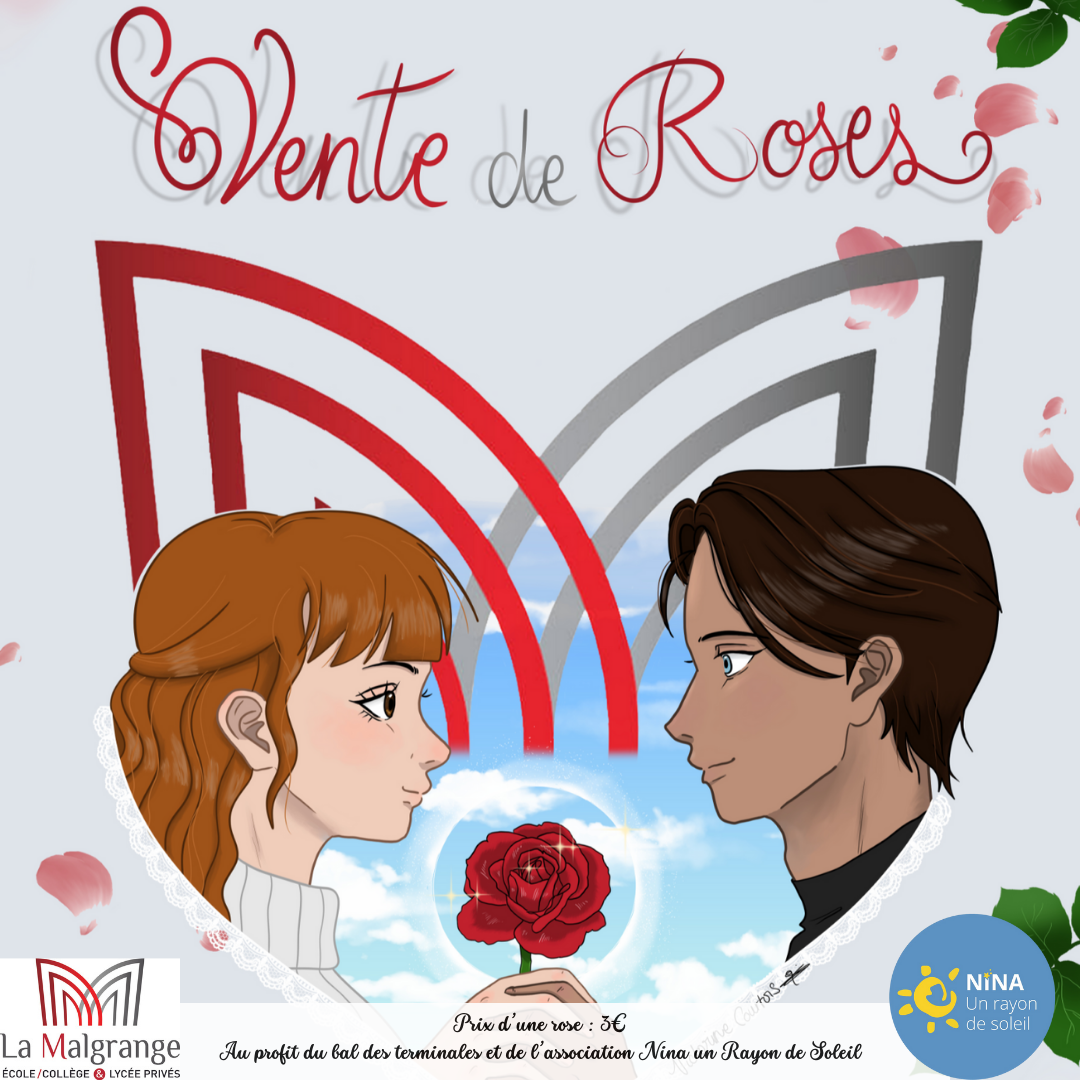 Vente de Roses
Courtois
Prix d'une rose : 3€
Au profit du bal des terminales et de l'association Nina un Rayon de Soleil
La Malgrange
ÉCOLE/COLLÈGE & LYCÉE PRIVÉS
NiNA
Un rayon
de soleil